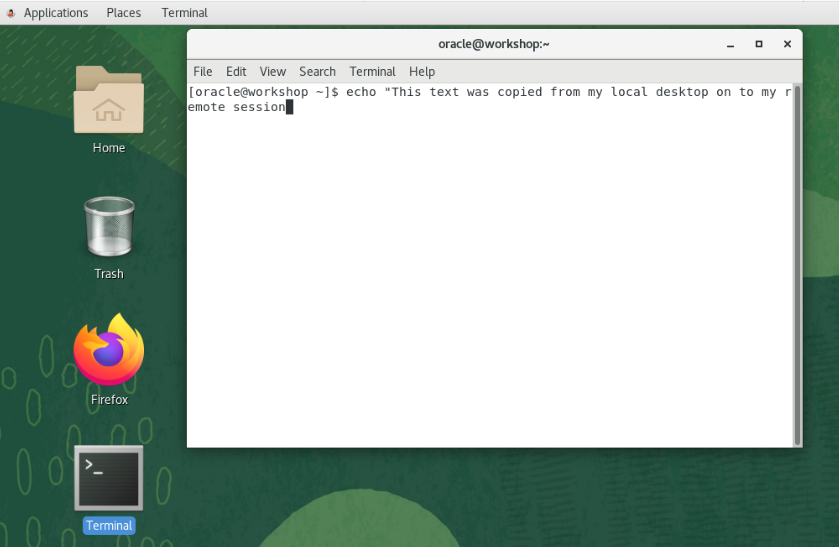 Applications Places Terminal
oracle@workshop:~
File Edit View Search Terminal Help
[oracle@workshop ~]$ echo "This text was copied from my local desktop on to my r
emote session
Home
Trash
Firefox
>_
Terminal